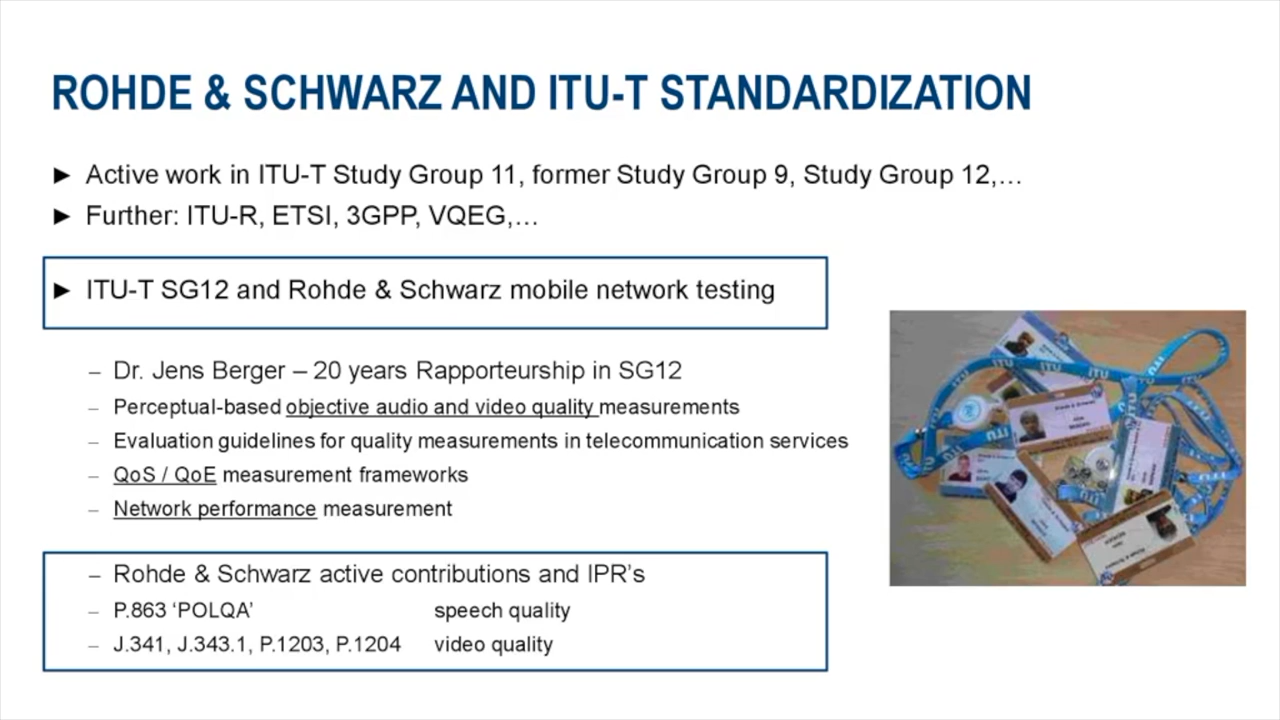 ROHDE & SCHWARZ AND ITU-T STANDARDIZATION
► Active work in ITU-T Study Group 11, former Study Group 9, Study Group 12,…
► Further: ITU-R, ETSI, 3GPP, VQEG,…
► ITU-T SG12 and Rohde & Schwarz mobile network testing
– Dr. Jens Berger – 20 years Rapporteurship in SG12
– Perceptual-based objective audio and video quality measurements
– Evaluation guidelines for quality measurements in telecommunication services
– QoS / QoE measurement frameworks
– Network performance measurement
– Rohde & Schwarz active contributions and IPR’s
– P.863 ‘POLQA’ speech quality
– J.341, J.343.1, P.1203, P.1204 video quality
ITU
ITU
ITU
ITU